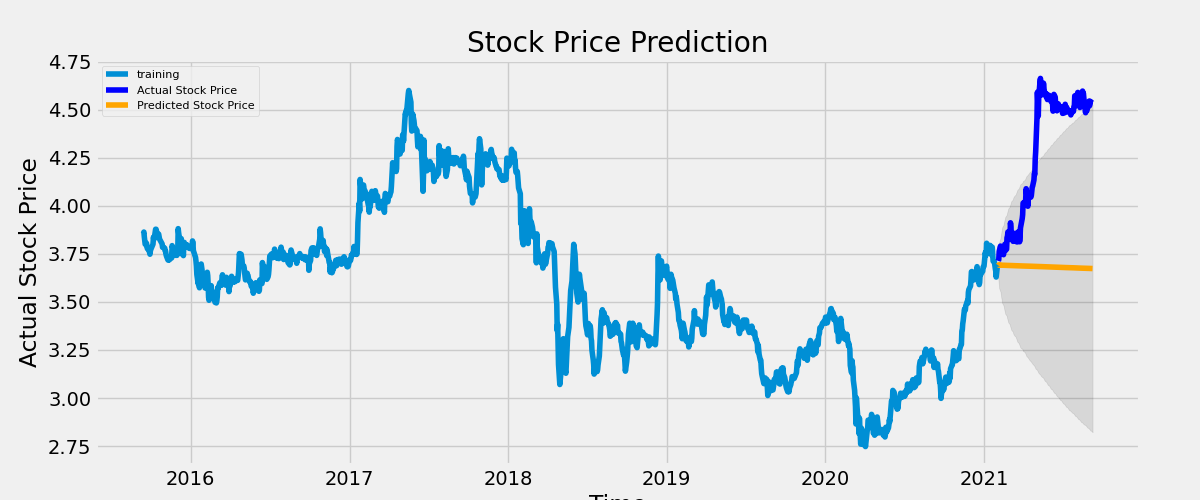 Stock Price Prediction
training
Actual Stock Price
Predicted Stock Price
Actual Stock Price
4.75
4.50
4.25
4.00
3.75
3.50
3.25
3.00
2.75
2016 2017 2018 2019 2020 2021
Time